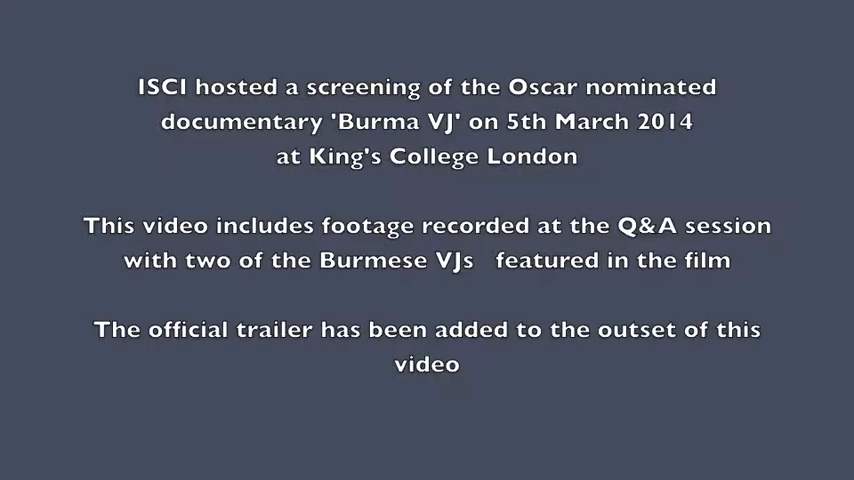 ISCI hosted a screening of the Oscar nominated
documentary 'Burma VJ' on 5th March 2014
at King's College London
This video includes footage recorded at the Q&A session
with two of the Burmese VJs featured in the film
The official trailer has been added to the outset of this
video